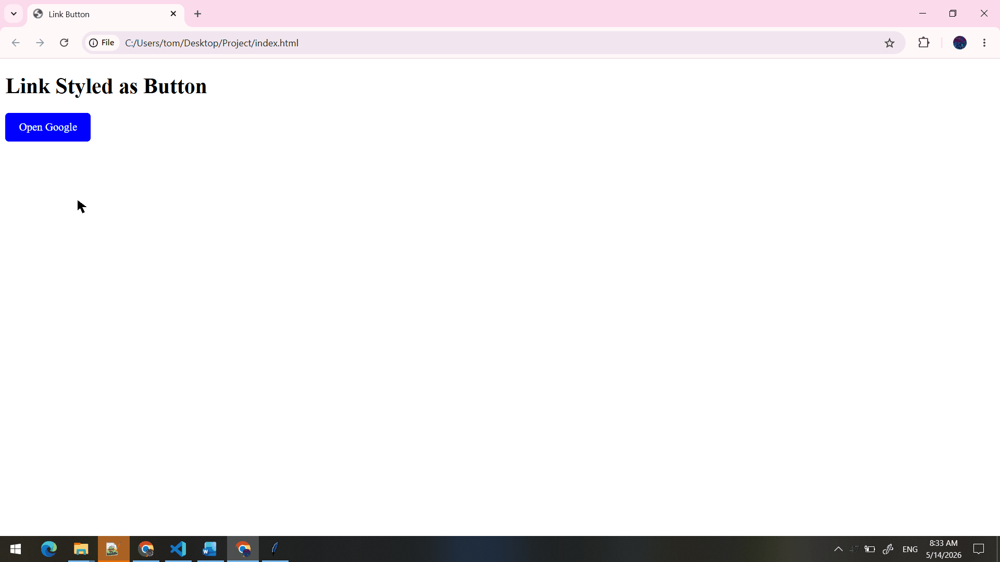 Link Button
File C:/Users/tom/Desktop/Project/index.html
Link Styled as Button
Open Google
47 ENG 8:33 AM
5/14/2026